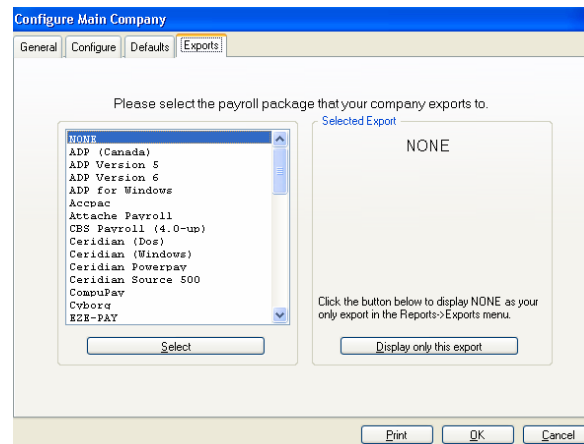 Configure Main Company
General Configure Defaults Exports
Please select the payroll package that your company exports to.
NONE
ADP (Canada)
ADP Version 5
ADP Version 6
ADP for Windows
Accpac
Attache Payroll
CBS Payroll (4.0-up)
Ceridian (Dos)
Ceridian (Windows)
Ceridian Powerpay
Ceridian Source 500
CompuPay
Cyborg
EZE-PAY
Select
Selected Export
NONE
Click the button below to display NONE as your
only export in the Reports->Exports menu.
Display only this export
Print OK Cancel